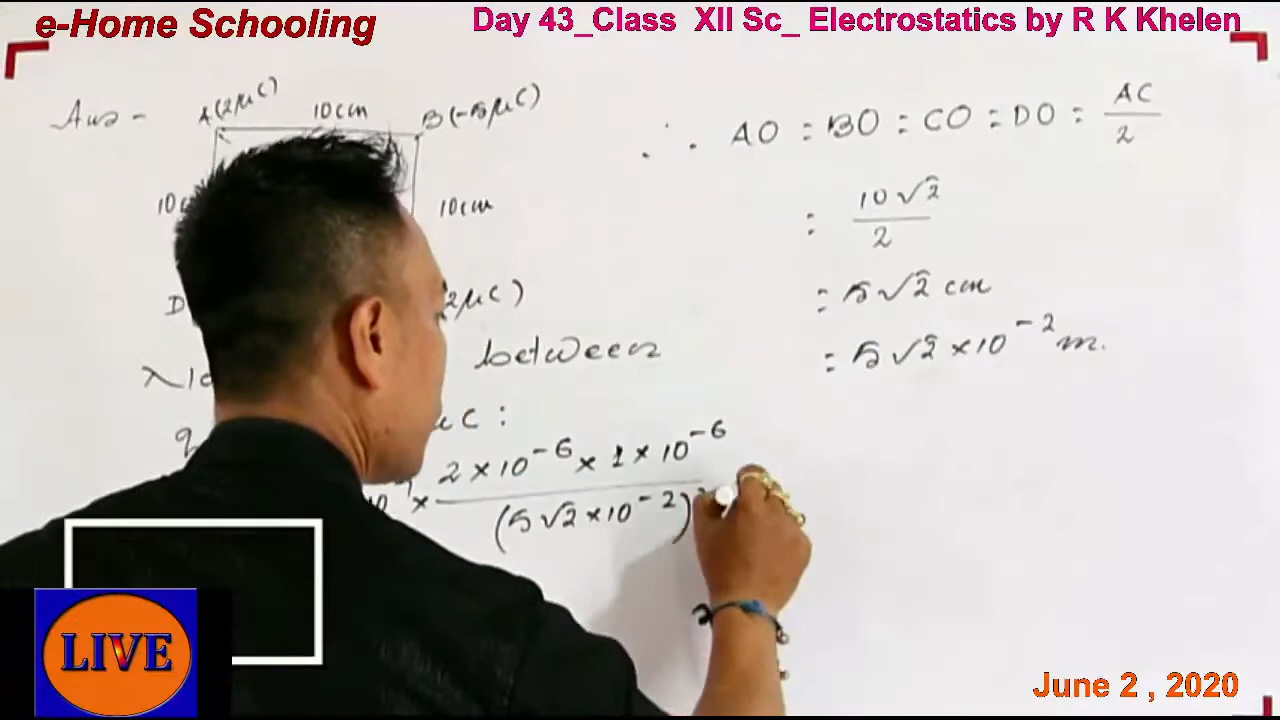 e-Home Schooling
Day 43_Class XII Sc_ Electrostatics by R K Khelen
Ans -
A(2μC)
10cm
B(-5μC)
10cm
D
2μC)
between
μC :
2 × 10⁻⁶ × 1 × 10⁻⁶
× (5√2 × 10⁻²)
∴ AO = BO = CO = DO = AC/2
= 10√2/2
= 5√2 cm
= 5√2 × 10⁻² m.
LIVE
June 2 , 2020